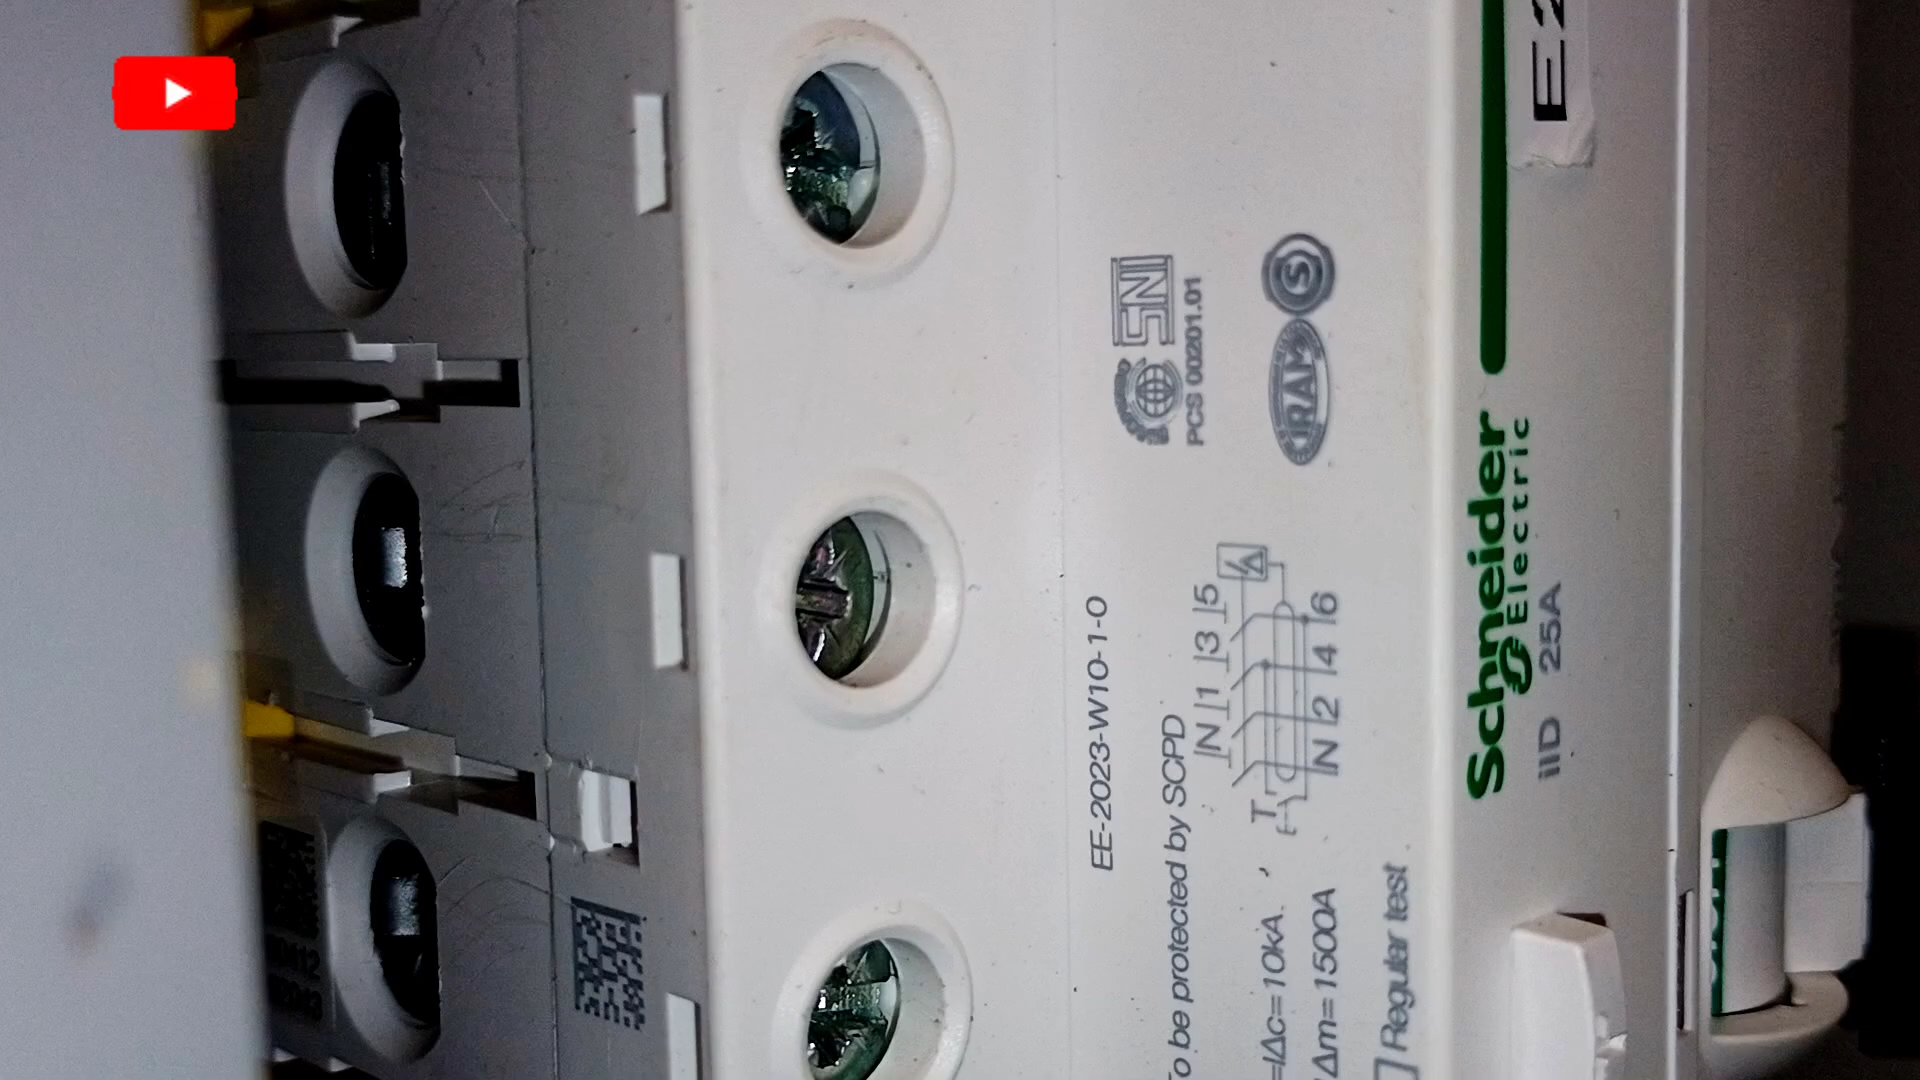 E2
Schneider
Electric
iID 25A
SNI
PCS 00201.01
IRAM
S
EE-2023-W10-1-0
To be protected by SCPD
N 1 3 5
T
N 2 4 6
=IΔc=10kA
IΔm=1500A
Regular test